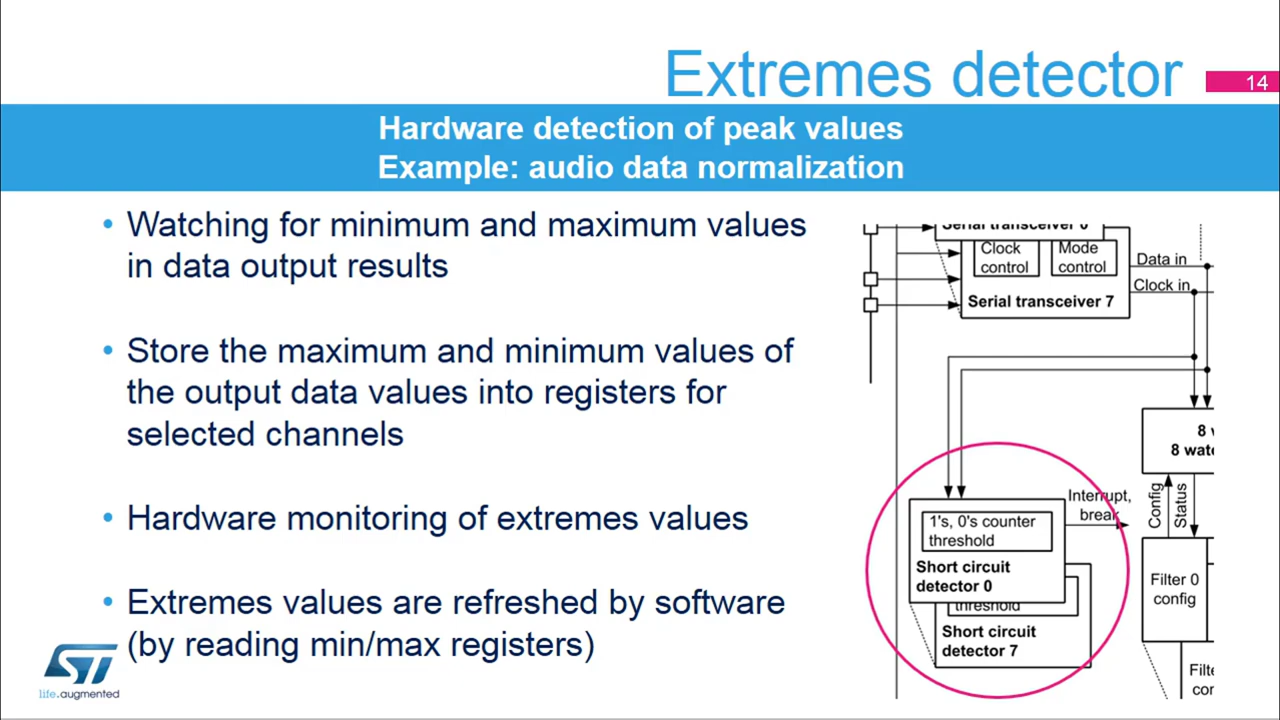 Extremes detector
14
Hardware detection of peak values
Example: audio data normalization
• Watching for minimum and maximum values
in data output results
• Store the maximum and minimum values of
the output data values into registers for
selected channels
• Hardware monitoring of extremes values
• Extremes values are refreshed by software
(by reading min/max registers)
ST
life.augmented
Serial transceiver 6
Clock
control
Mode
control
Serial transceiver 7
Data in
Clock in
8
8
Interrupt,
break
Config
Status
1's, 0's counter
threshold
Short circuit
detector 0
threshold
Short circuit
detector 7
Filter 0
config